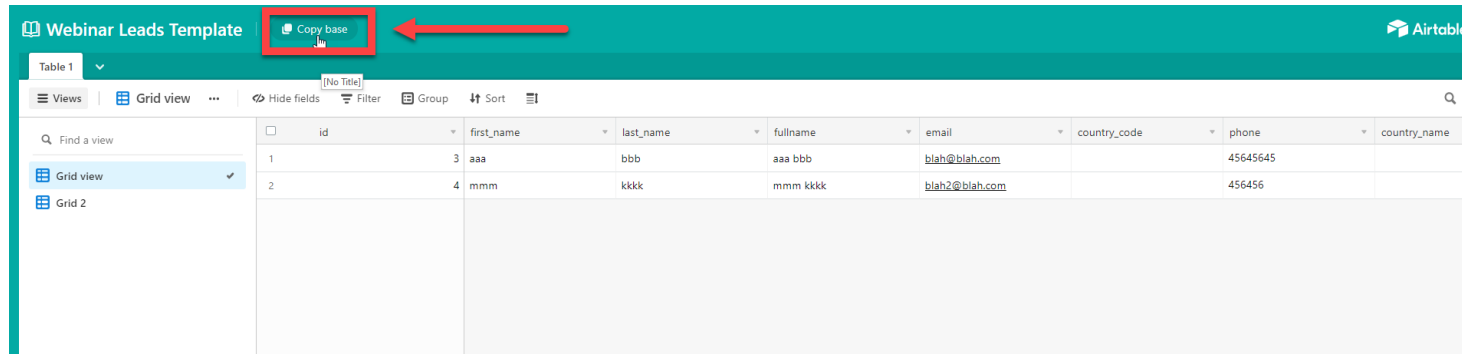 Webinar Leads Template Copy base Airtable
Table 1
[No Title]
Views Grid view ... Hide fields Filter Group Sort
Find a view
id first_name last_name fullname email country_code phone country_name
1 3 aaa bbb aaa bbb blah@blah.com 45645645
Grid view
2 4 mmm kkkk mmm kkkk blah2@blah.com 456456
Grid 2